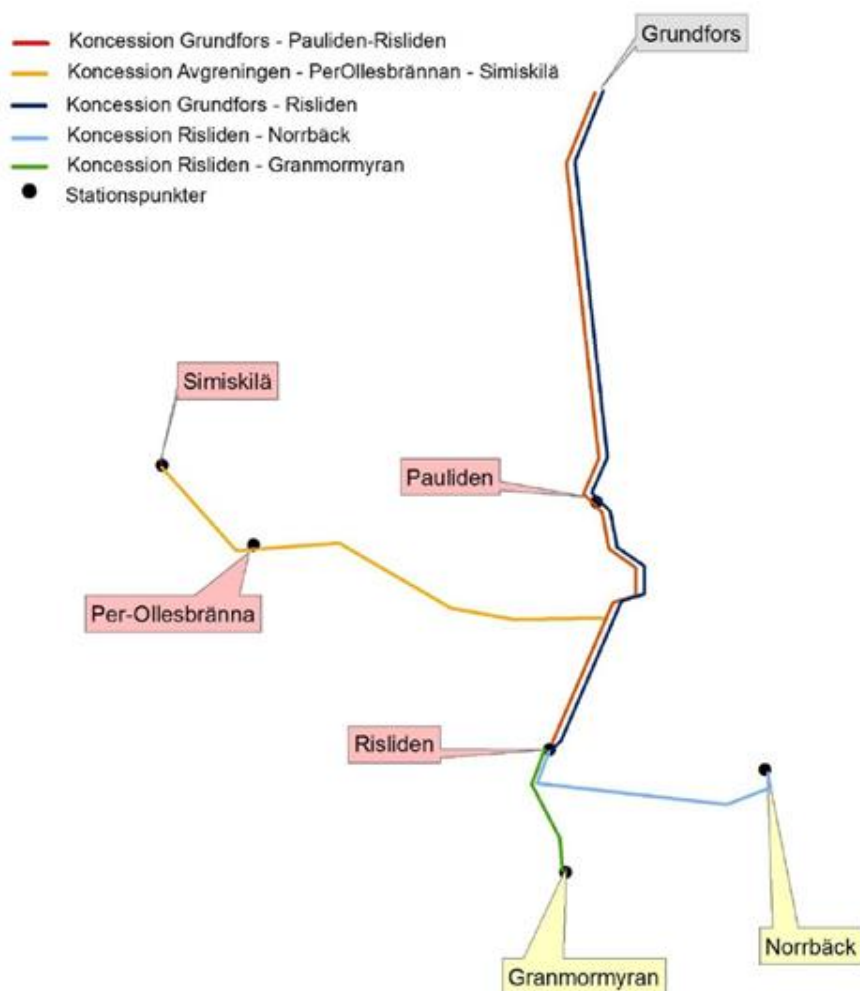 Koncession Grundfors - Pauliden-Risliden
Koncession Avgreningen - PerOllesbrännan - Simiskilä
Koncession Grundfors - Risliden
Koncession Risliden - Norrbäck
Koncession Risliden - Granmormyran
Stationspunkter
Grundfors
Simiskilä
Pauliden
Per-Ollesbränna
Risliden
Norrbäck
Granmormyran